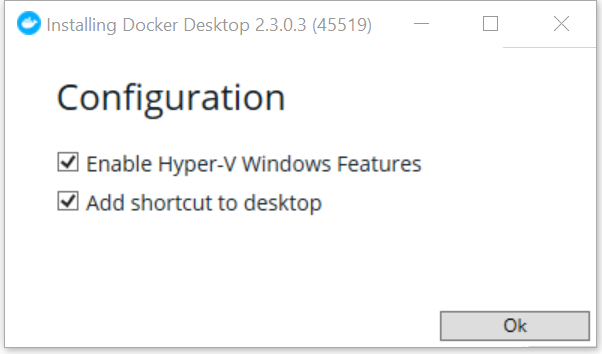 Installing Docker Desktop 2.3.0.3 (45519)
Configuration
Enable Hyper-V Windows Features
Add shortcut to desktop
Ok